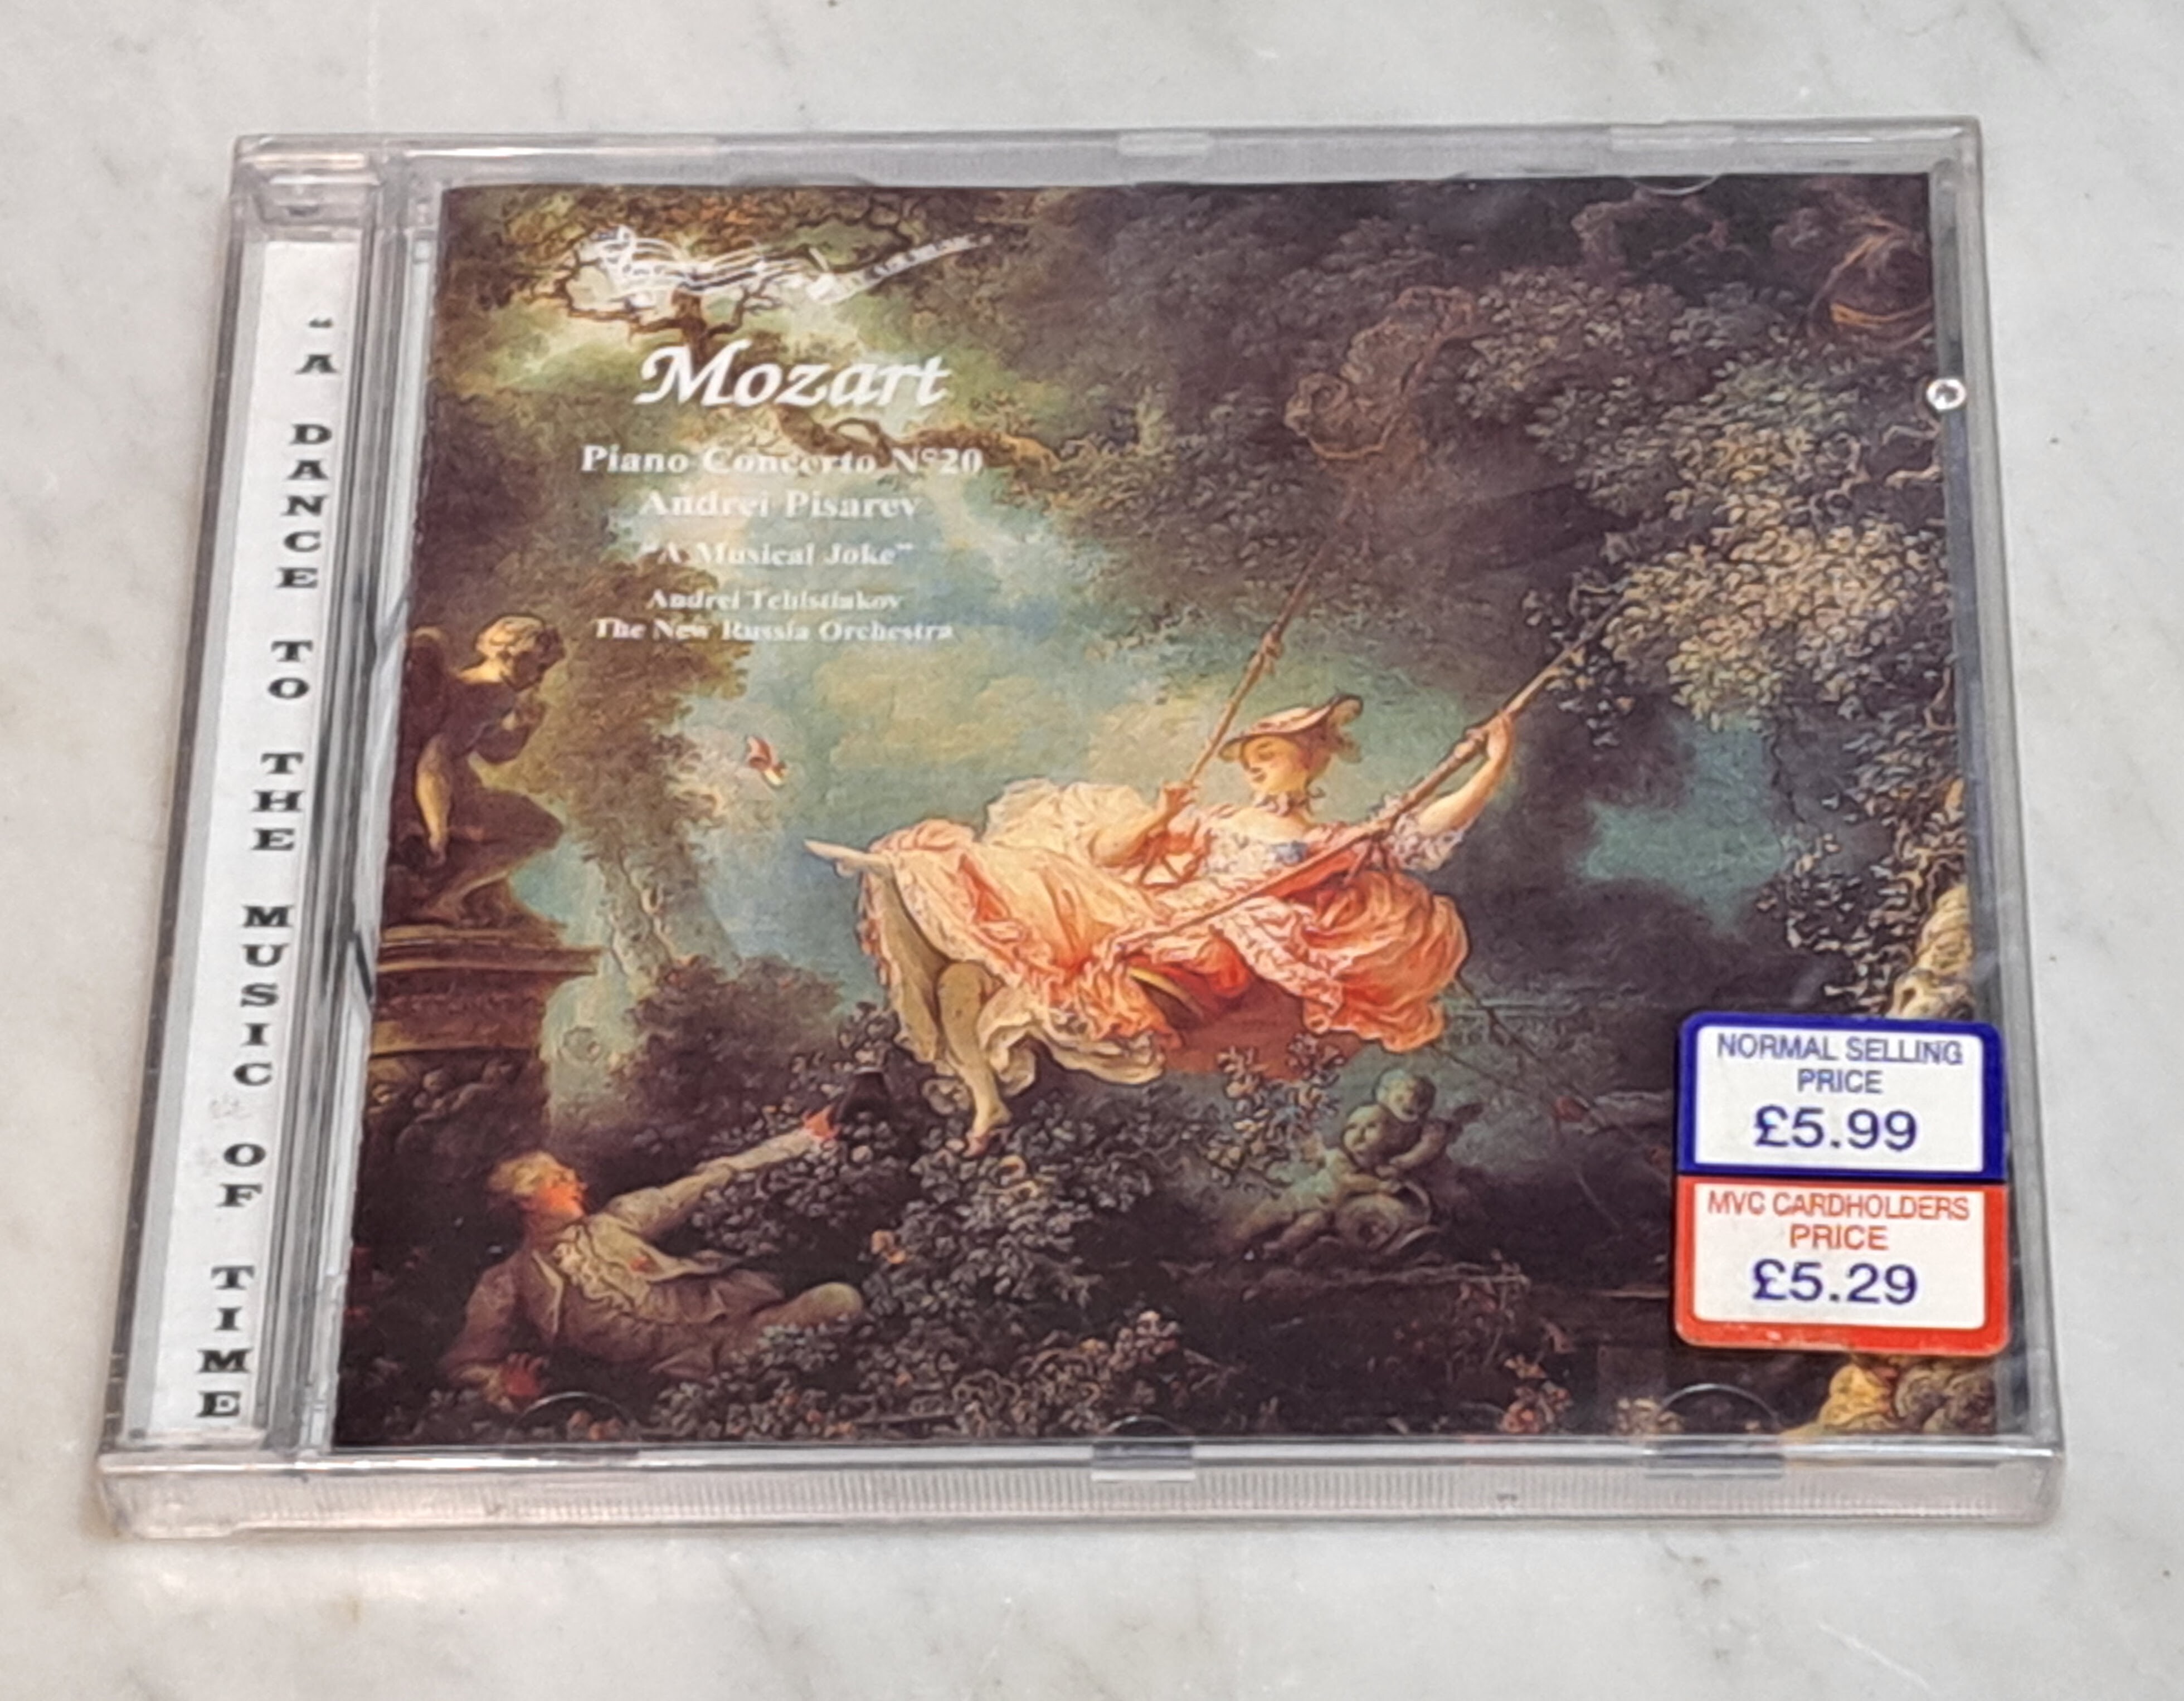 “A DANCE TO THE MUSIC OF TIME
Mozart
Piano Concerto N°20
Andrei Pisarev
“A Musical Joke”
Andrei Tchistiakov
The New Russia Orchestra
NORMAL SELLING
PRICE
£5.99
MVC CARDHOLDERS
PRICE
£5.29